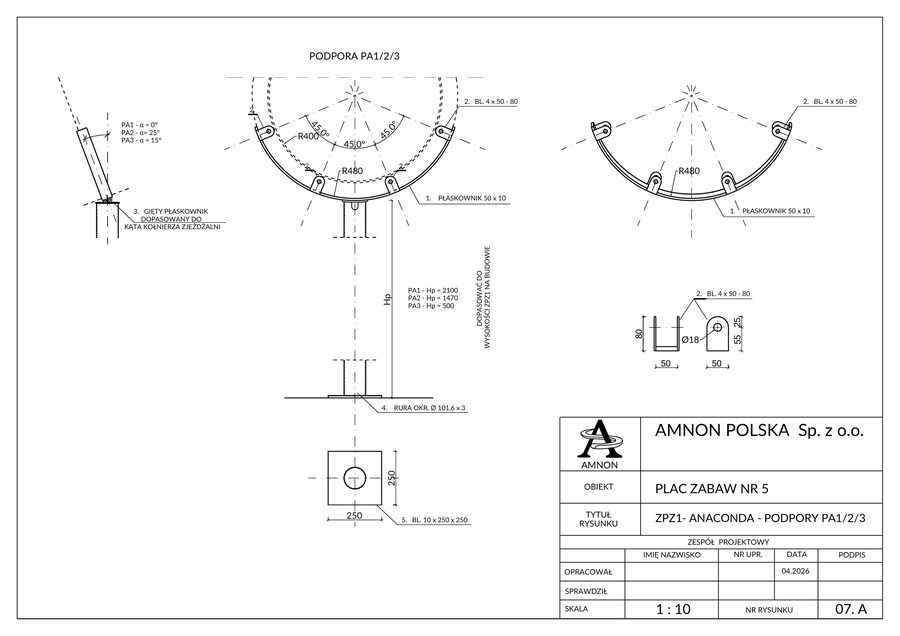 PODPORA PA1/2/3
PA1 - α = 0°
PA2 - α= 25°
PA3 - α = 15°
3. GIĘTY PŁASKOWNIK
DOPASOWANY DO
KĄTA KOŁNIERZA ZJEŻDŻALNI
2. BL. 4 x 50 - 80
45,0°
45,0°
45,0°
R400
R480
2
2
2
1. PŁASKOWNIK 50 x 10
2. BL. 4 x 50 - 80
R480
1. PŁASKOWNIK 50 x 10
Hp
PA1 - Hp = 2100
PA2 - Hp = 1470
PA3 - Hp = 500
DOPASOWAĆ DO
WYSOKOŚCI ZPZ1 NA BUDOWIE
4. RURA OKR. Ø 101,6 x 3
250
250
5. BL. 10 x 250 x 250
2. BL. 4 x 50 - 80
80
50
Ø18
25
55
50
AMNON
AMNON POLSKA Sp. z o.o.
OBIEKT
PLAC ZABAW NR 5
TYTUŁ
RYSUNKU
ZPZ1- ANACONDA - PODPORY PA1/2/3
ZESPÓŁ PROJEKTOWY
IMIĘ NAZWISKO
NR UPR.
DATA
PODPIS
OPRACOWAŁ
04.2026
SPRAWDZIŁ
SKALA
1 : 10
NR RYSUNKU
07. A